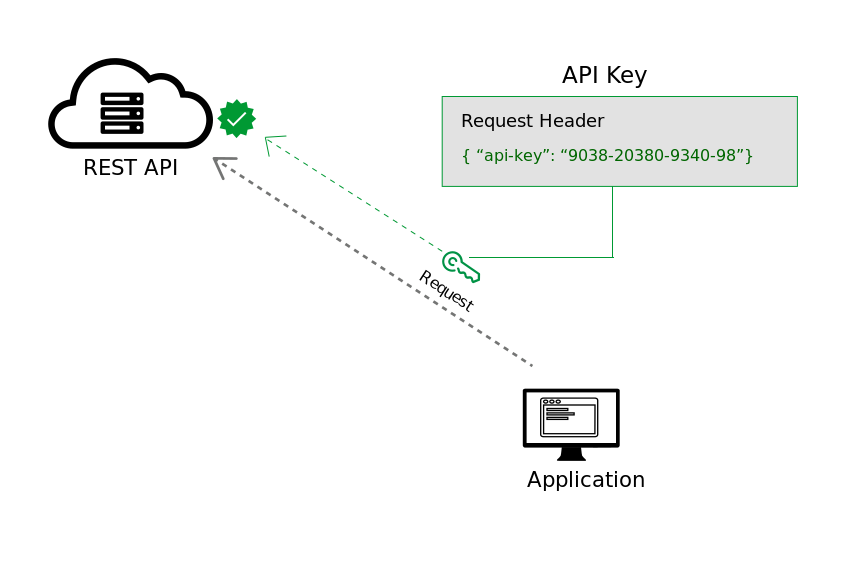 API Key
Request Header
{ “api-key”: “9038-20380-9340-98”}
REST API
Request
Application